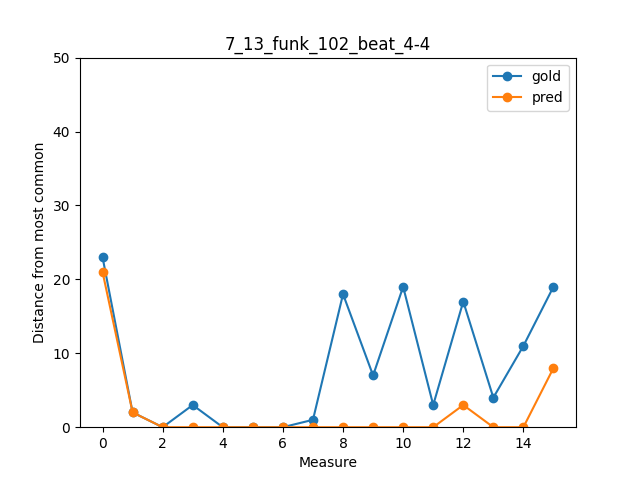 7_13_funk_102_beat_4-4
gold
pred
Distance from most common
50
40
30
20
10
0
0 2 4 6 8 10 12 14
Measure